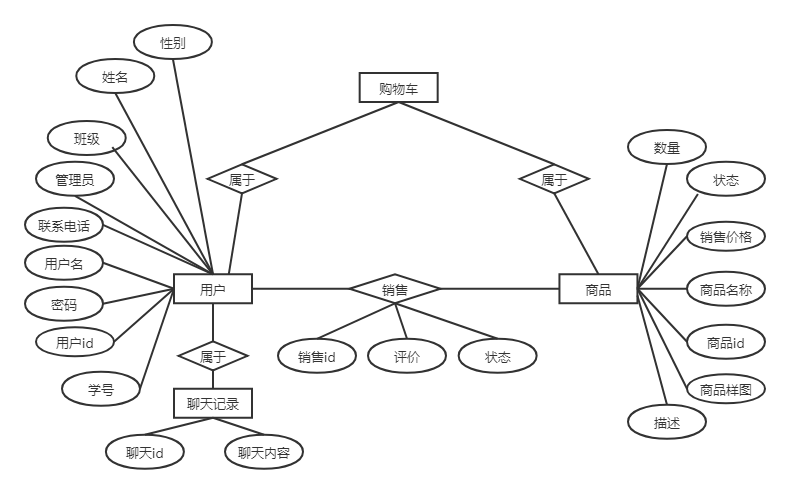 性别
姓名
购物车
班级
数量
管理员
属于
属于
状态
联系电话
销售价格
用户名
用户
销售
商品
商品名称
密码
用户id
商品id
属于
销售id
评价
状态
学号
商品样图
聊天记录
描述
聊天id
聊天内容